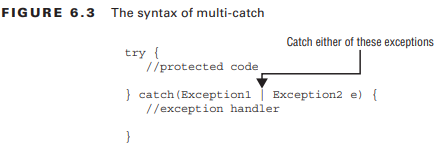 FIGURE 6.3 The syntax of multi-catch
Catch either of these exceptions
try {
//protected code
} catch(Exception1 | Exception2 e) {
//exception handler
}